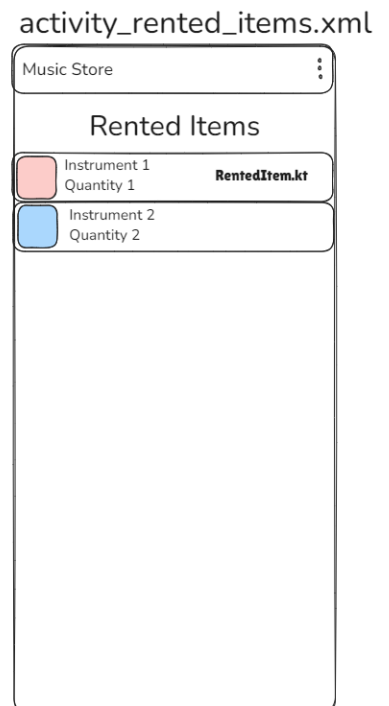 activity_rented_items.xml
Music Store
Rented Items
Instrument 1
Quantity 1
RentedItem.kt
Instrument 2
Quantity 2